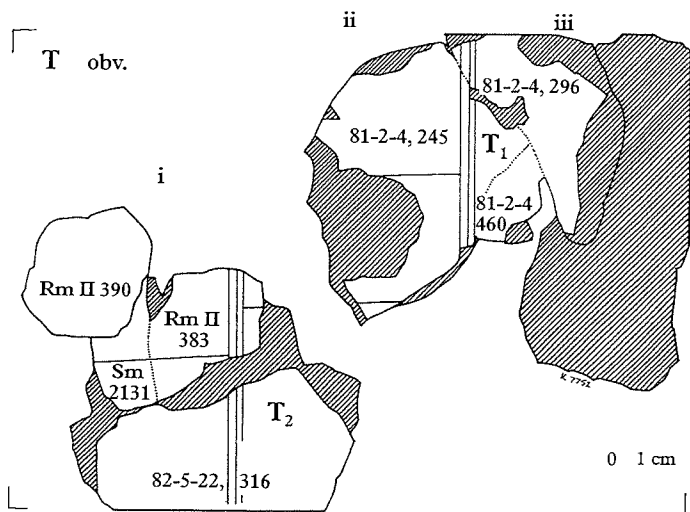 ii
iii
T obv.
81-2-4, 296
81-2-4, 245
T1
i
81-2-4
460
Rm II 390
Rm II
383
K 7752
Sm
2131
T2
0 1 cm
82-5-22, 316